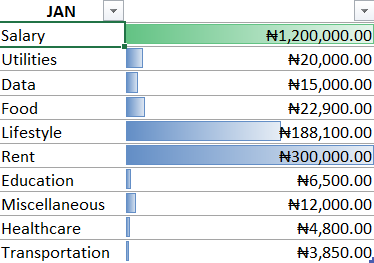 JAN
Salary ₦1,200,000.00
Utilities ₦20,000.00
Data ₦15,000.00
Food ₦22,900.00
Lifestyle ₦188,100.00
Rent ₦300,000.00
Education ₦6,500.00
Miscellaneous ₦12,000.00
Healthcare ₦4,800.00
Transportation ₦3,850.00